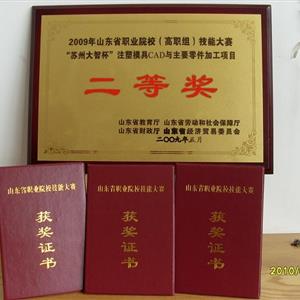 2009年山东省职业院校（高职组）技能大赛
“苏州大智杯”注塑模具CAD与主要零件加工项目
二等奖
山东省教育厅 山东省劳动和社会保障厅
山东省财政厅 山东省经济贸易委员会
二〇〇九年五月
山东省职业院校技能大赛
获奖证书
山东省职业院校技能大赛
获奖证书
山东省职业院校技能大赛
获奖证书
2010